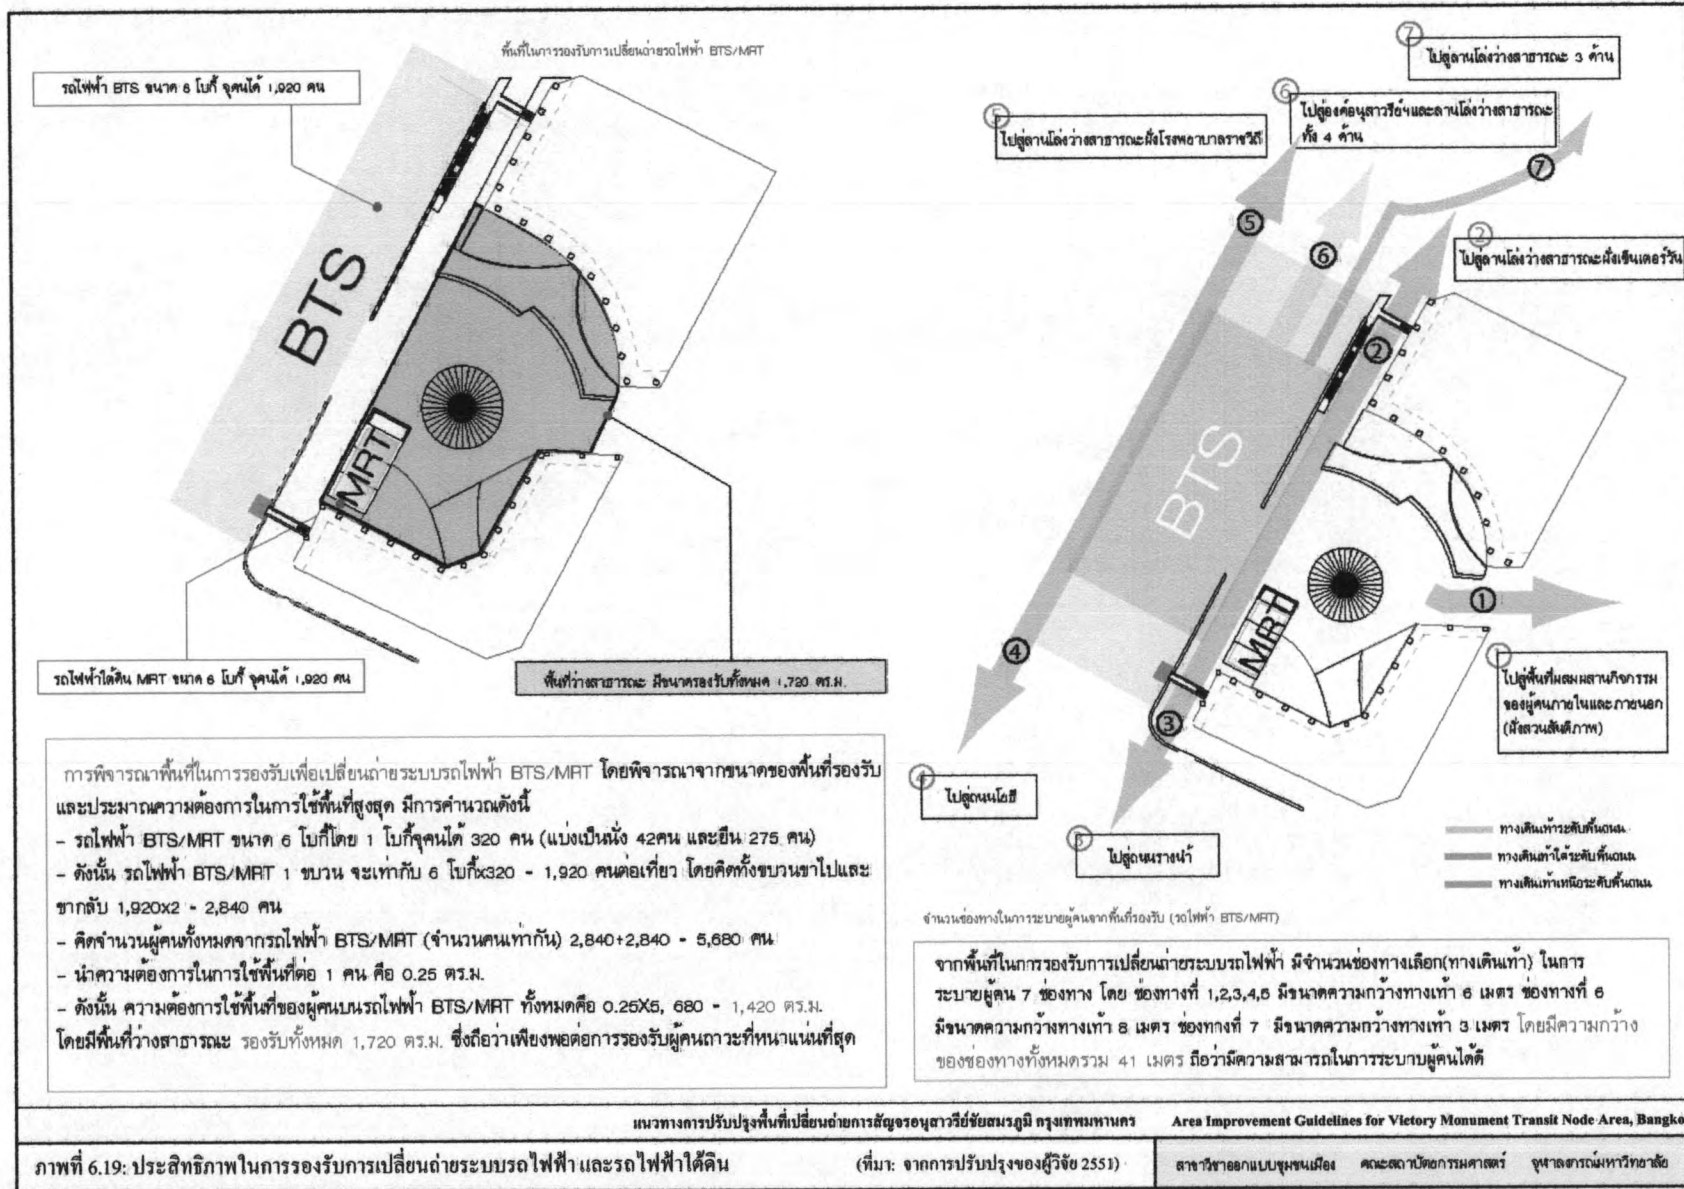 พื้นที่ในการรองรับการเปลี่ยนถ่ายรถไฟฟ้า BTS/MRT
รถไฟฟ้า BTS ขนาด 6 โบกี้ จุคนได้ 1,920 คน
BTS
MRT
รถไฟฟ้าใต้ดิน MRT ขนาด 6 โบกี้ จุคนได้ 1,920 คน
พื้นที่ว่างสาธารณะ มีขนาดรองรับทั้งหมด 1,720 ตร.ม.
การพิจารณาพื้นที่ในการรองรับเพื่อเปลี่ยนถ่ายระบบรถไฟฟ้า BTS/MRT โดยพิจารณาจากขนาดของพื้นที่รองรับ
และประมาณความต้องการในการใช้พื้นที่สูงสุด มีการคำนวณดังนี้
- รถไฟฟ้า BTS/MRT ขนาด 6 โบกี้โดย 1 โบกี้จุคนได้ 320 คน (แบ่งเป็นนั่ง 42คน และยืน 275 คน)
- ดังนั้น รถไฟฟ้า BTS/MRT 1 ขบวน จะเท่ากับ 6 โบกี้x320 - 1,920 คนต่อเที่ยว โดยคิดทั้งขบวนขาไปและ
ขากลับ 1,920x2 - 2,840 คน
- คิดจำนวนผู้คนทั้งหมดจากรถไฟฟ้า BTS/MRT (จำนวนคนเท่ากัน) 2,840+2,840 - 5,680 คน
- นำความต้องการในการใช้พื้นที่ต่อ 1 คน คือ 0.25 ตร.ม.
- ดังนั้น ความต้องการใช้พื้นที่ของผู้คนบนรถไฟฟ้า BTS/MRT ทั้งหมดคือ 0.25X5, 680 - 1,420 ตร.ม.
โดยมีพื้นที่ว่างสาธารณะ รองรับทั้งหมด 1,720 ตร.ม. ซึ่งถือว่าเพียงพอต่อการรองรับผู้คนภาวะที่หนาแน่นที่สุด
7
ไปสู่ลานโล่งว่างสาธารณะ 3 ด้าน
6
ไปสู่องค์อนุสาวรีย์ฯและลานโล่งว่างสาธารณะ
ทั้ง 4 ด้าน
5
ไปสู่ลานโล่งว่างสาธารณะฝั่งโรงพยาบาลราชวิถี
7
5
6
2
ไปสู่ลานโล่งว่างสาธารณะฝั่งเซ็นเตอร์วัน
2
BTS
MRT
1
4
3
1
ไปสู่พื้นที่ผสมผสานกิจกรรม
ของผู้คนภายในและภายนอก
(ฝั่งสวนสันติภาพ)
4
ไปสู่ถนนโยธี
3
ไปสู่ถนนรางน้ำ
ทางเดินเท้าระดับพื้นถนน
ทางเดินเท้าใต้ระดับพื้นถนน
ทางเดินเท้าเหนือระดับพื้นถนน
จำนวนช่องทางในการระบายผู้คนจากพื้นที่รองรับ (รถไฟฟ้า BTS/MRT)
จากพื้นที่ในการรองรับการเปลี่ยนถ่ายระบบรถไฟฟ้า มีจำนวนช่องทางเลือก(ทางเดินเท้า) ในการ
ระบายผู้คน 7 ช่องทาง โดย ช่องทางที่ 1,2,3,4,5 มีขนาดความกว้างทางเท้า 6 เมตร ช่องทางที่ 6
มีขนาดความกว้างทางเท้า 8 เมตร ช่องทางที่ 7 มีขนาดความกว้างทางเท้า 3 เมตร โดยมีความกว้าง
ของช่องทางทั้งหมดรวม 41 เมตร ถือว่ามีความสามารถในการระบาบผู้คนได้ดี
แนวทางการปรับปรุงพื้นที่เปลี่ยนถ่ายการสัญจรอนุสาวรีย์ชัยสมรภูมิ กรุงเทพมหานคร
Area Improvement Guidelines for Victory Monument Transit Node Area, Bangko
ภาพที่ 6.19: ประสิทธิภาพในการรองรับการเปลี่ยนถ่ายระบบรถไฟฟ้า และรถไฟฟ้าใต้ดิน
(ที่มา: จากการปรับปรุงของผู้วิจัย 2551)
สาขาวิชาออกแบบชุมชนเมือง คณะสถาปัตยกรรมศาสตร์ จุฬาลงกรณ์มหาวิทยาลัย